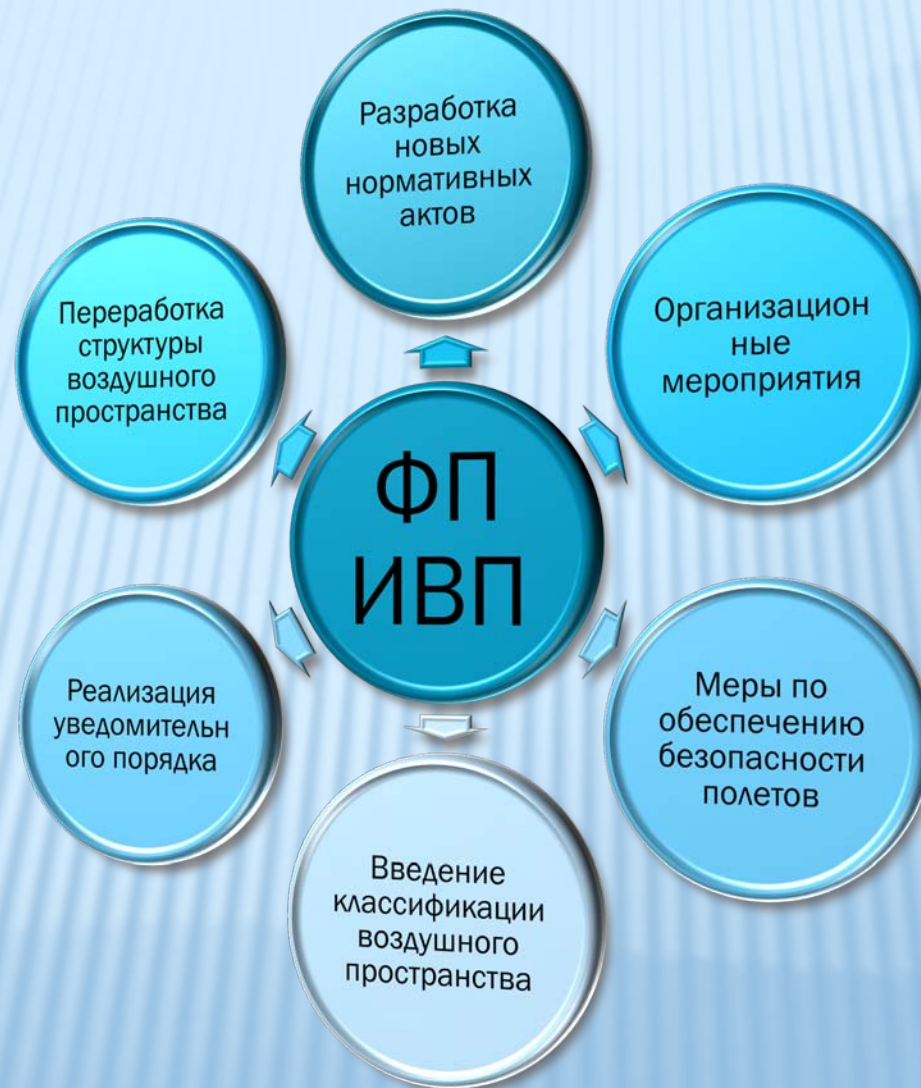 Разработка
новых
нормативных
актов
Переработка
структуры
воздушного
пространства
Организацион
ные
мероприятия
ФП
ИВП
Реализация
уведомительн
ого порядка
Меры по
обеспечению
безопасности
полетов
Введение
классификации
воздушного
пространства